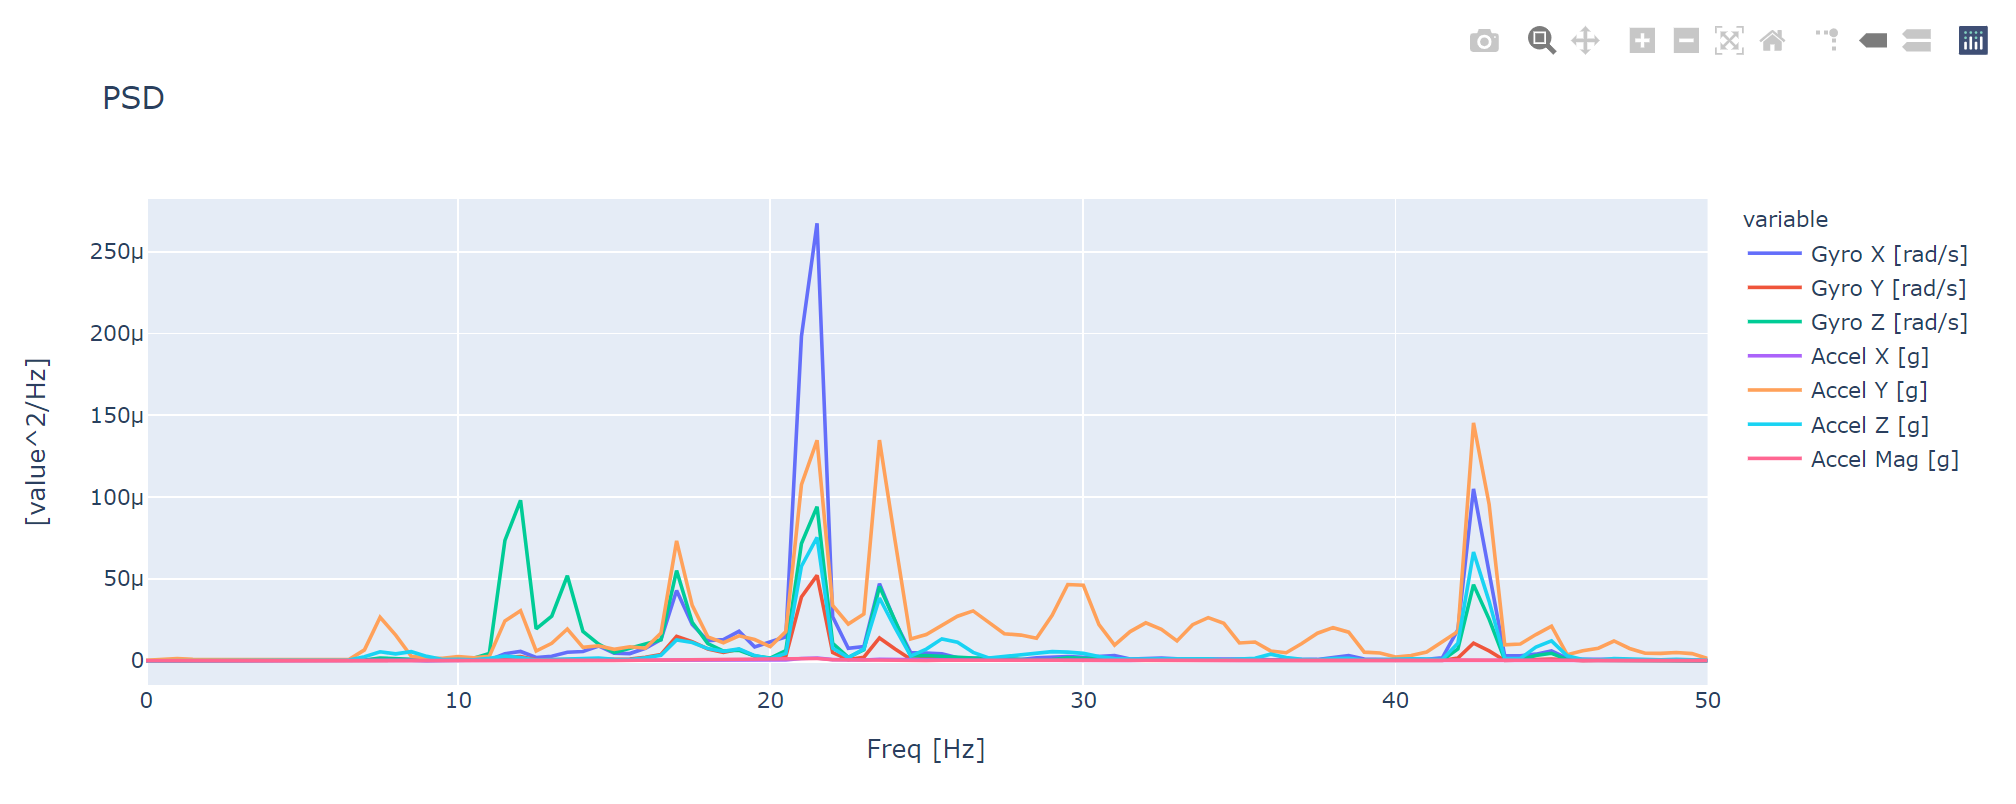 PSD
250μ
200μ
150μ
100μ
50μ
0
[value^2/Hz]
0 10 20 30 40 50
Freq [Hz]
variable
Gyro X [rad/s]
Gyro Y [rad/s]
Gyro Z [rad/s]
Accel X [g]
Accel Y [g]
Accel Z [g]
Accel Mag [g]